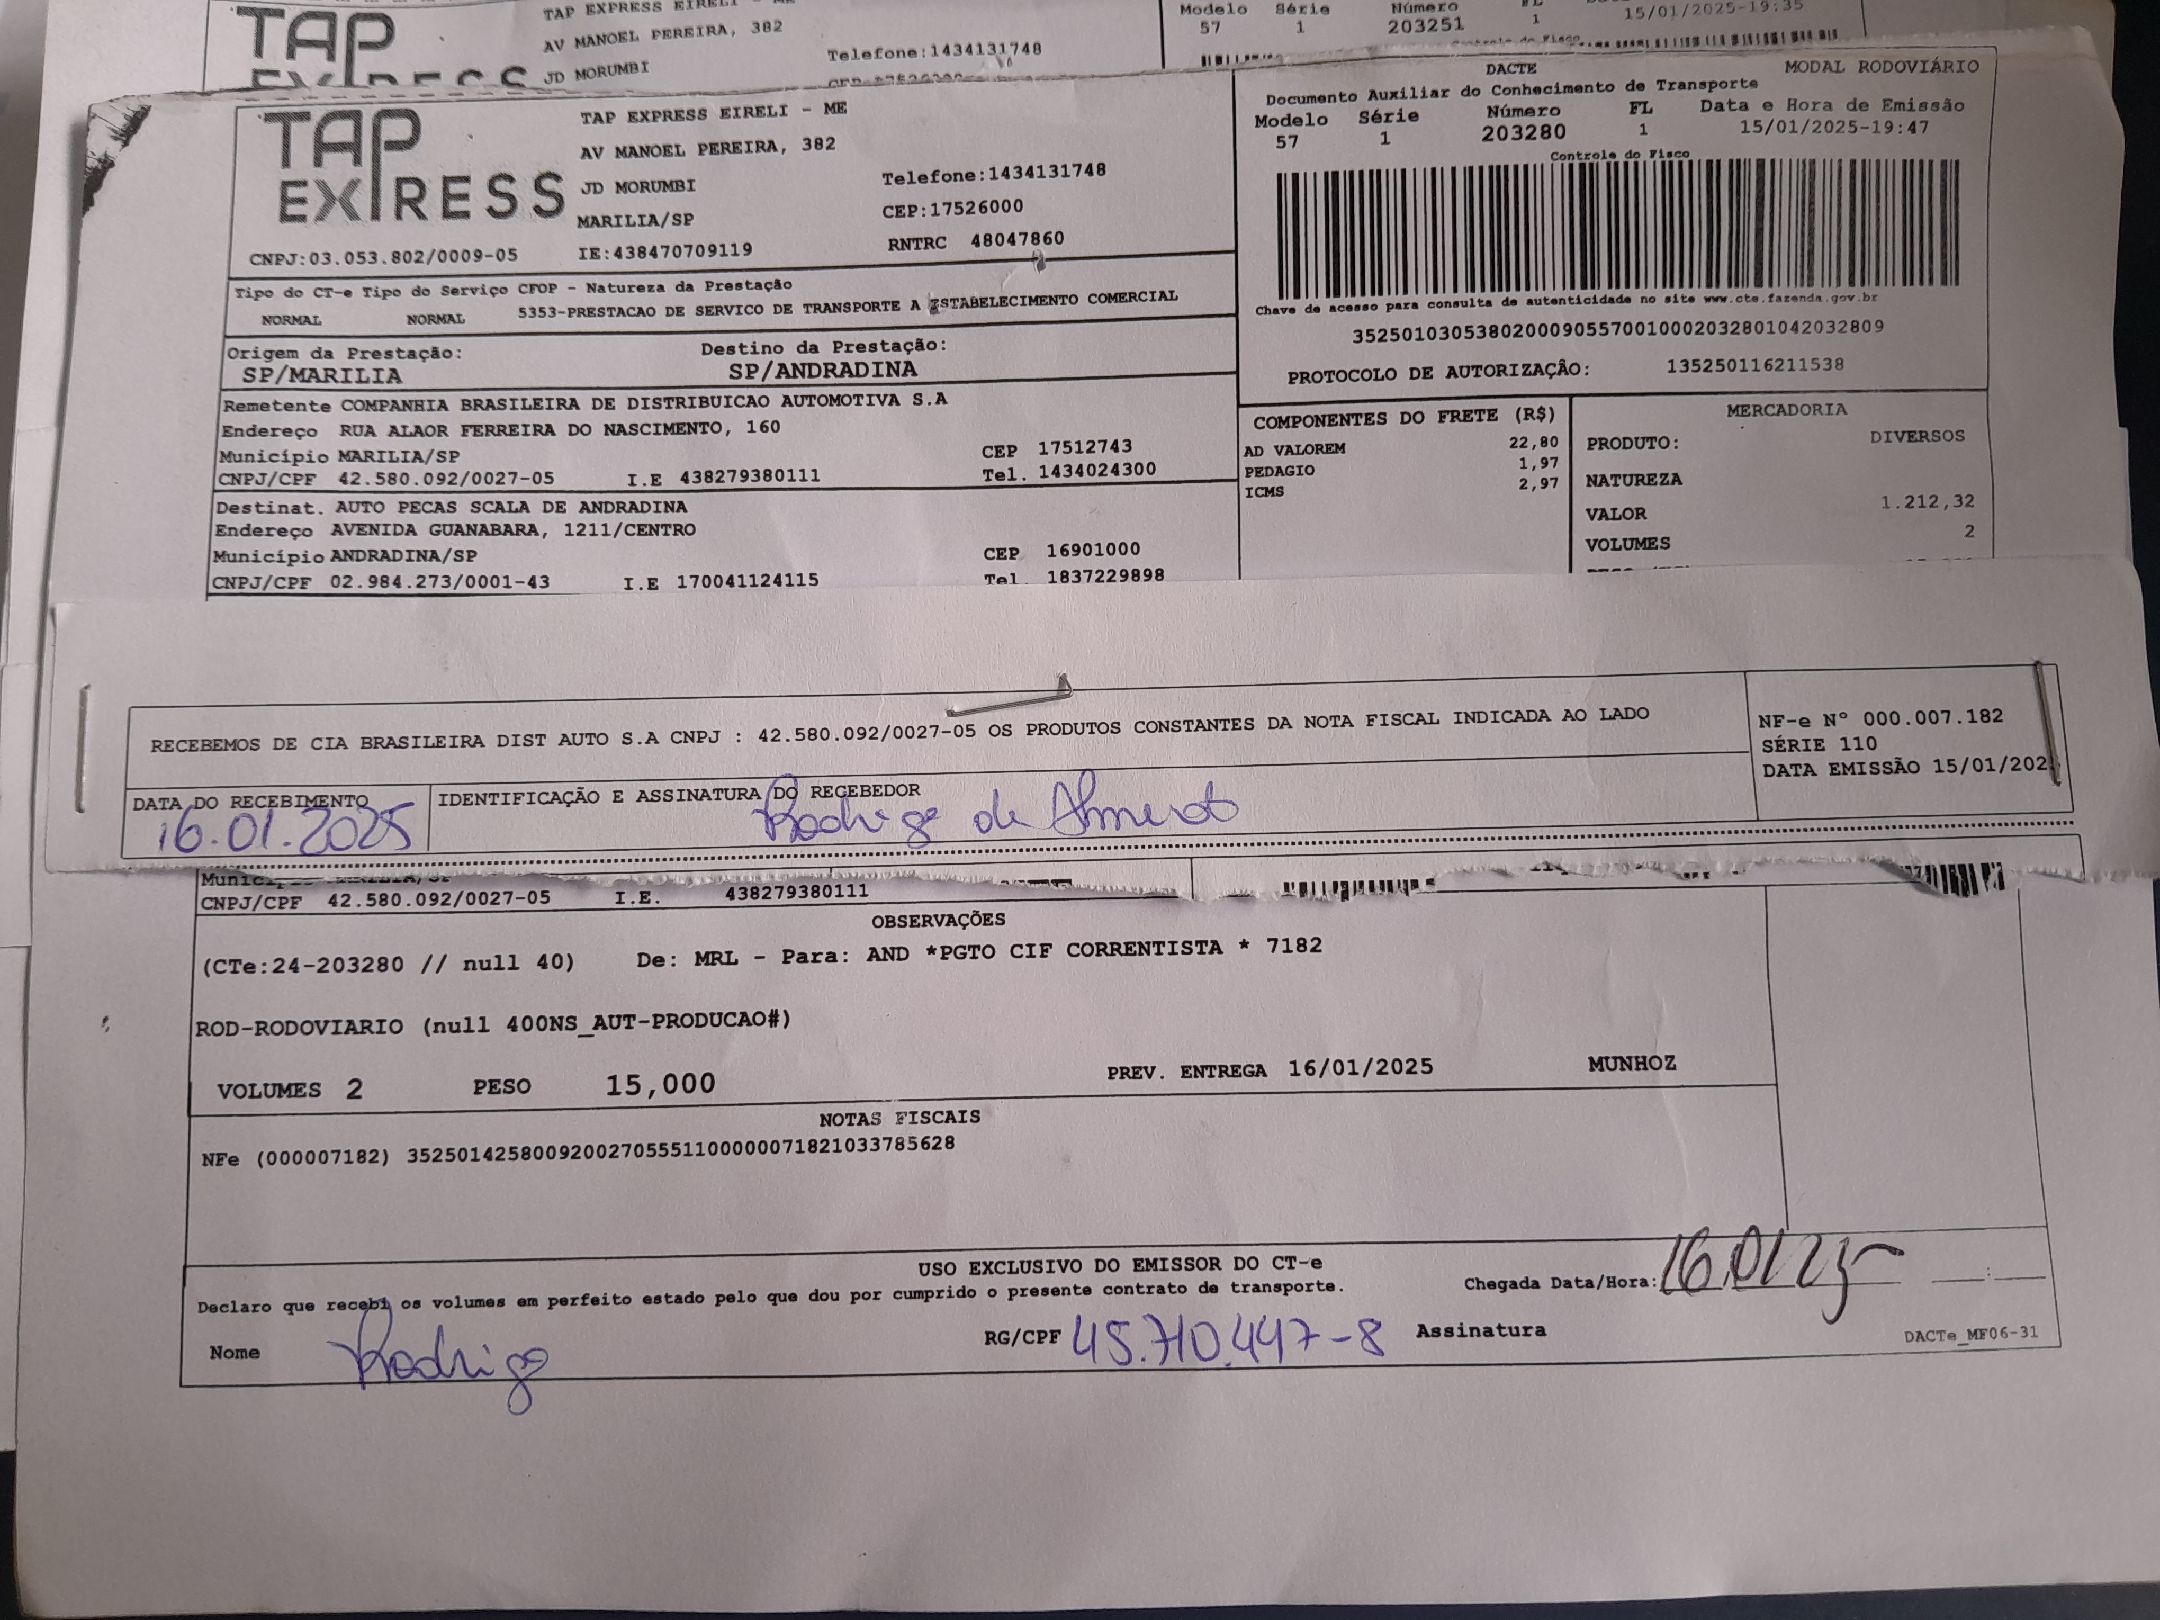 TAP
TAP EXPRESS EIRELI - ME
AV MANOEL PEREIRA, 382
JD MORUMBI
Telefone:1434131748
Modelo Série Número
57 1 203251 1 15/01/2025-19:35
TAP EXPRESS
TAP EXPRESS EIRELI - ME
AV MANOEL PEREIRA, 382
JD MORUMBI
Telefone:1434131748
MARILIA/SP
CEP:17526000
CNPJ:03.053.802/0009-05
IE:438470709119
RNTRC 48047860
DACTE MODAL RODOVIÁRIO
Documento Auxiliar do Conhecimento de Transporte
Modelo Série Número FL Data e Hora de Emissão
57 1 203280 1 15/01/2025-19:47
Controle do Fisco
Chave de acesso para consulta de autenticidade no site www.cte.fazenda.gov.br
35250103053802000905570010002032801042032809
PROTOCOLO DE AUTORIZAÇÃO: 135250116211538
Tipo do CT-e Tipo do Serviço CFOP - Natureza da Prestação
NORMAL NORMAL 5353-PRESTACAO DE SERVICO DE TRANSPORTE A ESTABELECIMENTO COMERCIAL
Origem da Prestação: Destino da Prestação:
SP/MARILIA SP/ANDRADINA
Remetente COMPANHIA BRASILEIRA DE DISTRIBUICAO AUTOMOTIVA S.A
Endereço RUA ALAOR FERREIRA DO NASCIMENTO, 160
Município MARILIA/SP CEP 17512743
CNPJ/CPF 42.580.092/0027-05 I.E 438279380111 Tel. 1434024300
Destinat. AUTO PECAS SCALA DE ANDRADINA
Endereço AVENIDA GUANABARA, 1211/CENTRO
Município ANDRADINA/SP CEP 16901000
CNPJ/CPF 02.984.273/0001-43 I.E 170041124115 Tel. 1837229898
COMPONENTES DO FRETE (R$)
AD VALOREM 22,80
PEDAGIO 1,97
ICMS 2,97
MERCADORIA
PRODUTO: DIVERSOS
NATUREZA
VALOR 1.212,32
VOLUMES 2
RECEBEMOS DE CIA BRASILEIRA DIST AUTO S.A CNPJ : 42.580.092/0027-05 OS PRODUTOS CONSTANTES DA NOTA FISCAL INDICADA AO LADO
NF-e Nº 000.007.182
SÉRIE 110
DATA EMISSÃO 15/01/202
DATA DO RECEBIMENTO IDENTIFICAÇÃO E ASSINATURA DO RECEBEDOR
16.01.2025 Rodrigo de Almeida
CNPJ/CPF 42.580.092/0027-05 I.E. 438279380111
OBSERVAÇÕES
(CTe:24-203280 // null 40) De: MRL - Para: AND *PGTO CIF CORRENTISTA * 7182
ROD-RODOVIARIO (null 400NS_AUT-PRODUCAO#)
VOLUMES 2 PESO 15,000 PREV. ENTREGA 16/01/2025 MUNHOZ
NOTAS FISCAIS
NFe (000007182) 35250142580092002705551100000071821033785628
USO EXCLUSIVO DO EMISSOR DO CT-e
Declaro que recebi os volumes em perfeito estado pelo que dou por cumprido o presente contrato de transporte.
Chegada Data/Hora: 16.01 25 __:__
Nome Rodrigo RG/CPF 45.710.447-8 Assinatura
DACTe_MF06-31